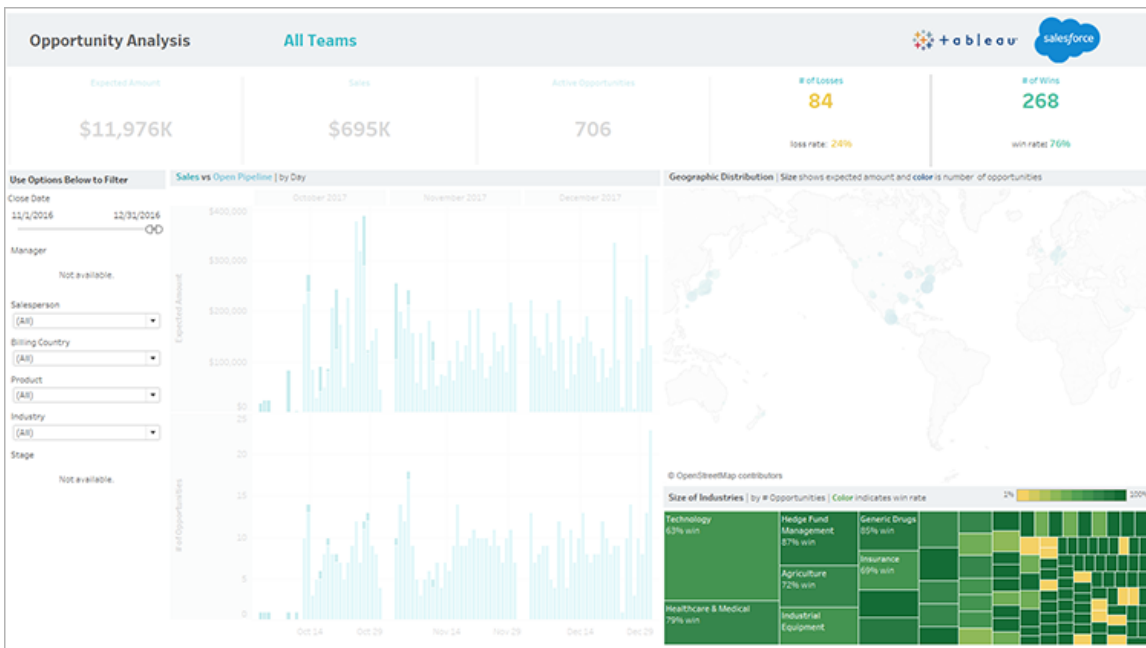 Opportunity Analysis
All Teams
+ableau
salesforce
Expected Amount
$11,976K
Sales
$695K
Active Opportunities
706
# of Losses
84
loss rate: 24%
# of Wins
268
win rate: 76%
Use Options Below to Filter
Close Date
11/1/2016 12/31/2016
Manager
Not available.
Salesperson
(All)
Billing Country
(All)
Product
(All)
Industry
(All)
Stage
Not available.
Sales vs Open Pipeline | by Day
October 2017 November 2017 December 2017
Expected Amount
$400,000
$300,000
$200,000
$100,000
$0
# of Opportunities
25
20
15
10
5
0
Oct 14 Oct 29 Nov 14 Nov 29 Dec 14 Dec 29
Geographic Distribution | Size shows expected amount and color is number of opportunities
© OpenStreetMap contributors
Size of Industries | by # Opportunities | Color indicates win rate
1% 100%
Technology
63% win
Healthcare & Medical
79% win
Hedge Fund
Management
87% win
Agriculture
72% win
Industrial
Equipment
Generic Drugs
85% win
Insurance
69% win